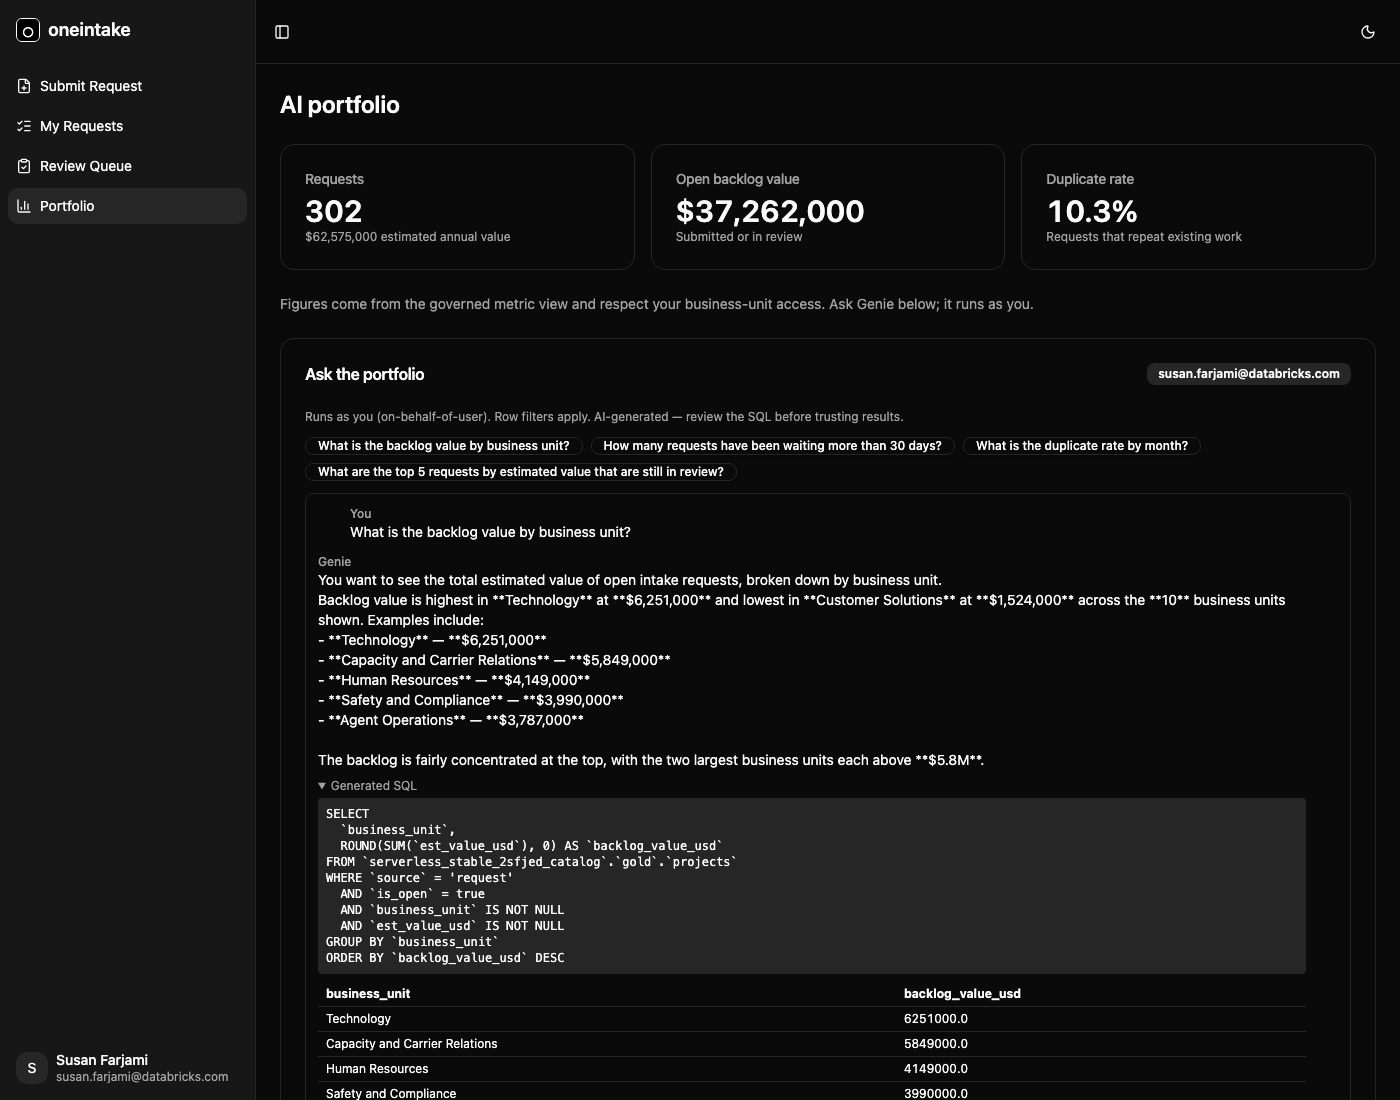 oneintake
Submit Request
My Requests
Review Queue
Portfolio
AI portfolio
Requests
302
$62,575,000 estimated annual value
Open backlog value
$37,262,000
Submitted or in review
Duplicate rate
10.3%
Requests that repeat existing work
Figures come from the governed metric view and respect your business-unit access. Ask Genie below; it runs as you.
Ask the portfolio
susan.farjami@databricks.com
Runs as you (on-behalf-of-user). Row filters apply. AI-generated — review the SQL before trusting results.
What is the backlog value by business unit?
How many requests have been waiting more than 30 days?
What is the duplicate rate by month?
What are the top 5 requests by estimated value that are still in review?
You
What is the backlog value by business unit?
Genie
You want to see the total estimated value of open intake requests, broken down by business unit.
Backlog value is highest in **Technology** at **$6,251,000** and lowest in **Customer Solutions** at **$1,524,000** across the **10** business units
shown. Examples include:
- **Technology** — **$6,251,000**
- **Capacity and Carrier Relations** — **$5,849,000**
- **Human Resources** — **$4,149,000**
- **Safety and Compliance** — **$3,990,000**
- **Agent Operations** — **$3,787,000**
The backlog is fairly concentrated at the top, with the two largest business units each above **$5.8M**.
▼ Generated SQL
SELECT
  `business_unit`,
  ROUND(SUM(`est_value_usd`), 0) AS `backlog_value_usd`
FROM `serverless_stable_2sfjed_catalog`.`gold`.`projects`
WHERE `source` = 'request'
  AND `is_open` = true
  AND `business_unit` IS NOT NULL
  AND `est_value_usd` IS NOT NULL
GROUP BY `business_unit`
ORDER BY `backlog_value_usd` DESC
business_unit backlog_value_usd
Technology 6251000.0
Capacity and Carrier Relations 5849000.0
Human Resources 4149000.0
Safety and Compliance 3990000.0
S
Susan Farjami
susan.farjami@databricks.com